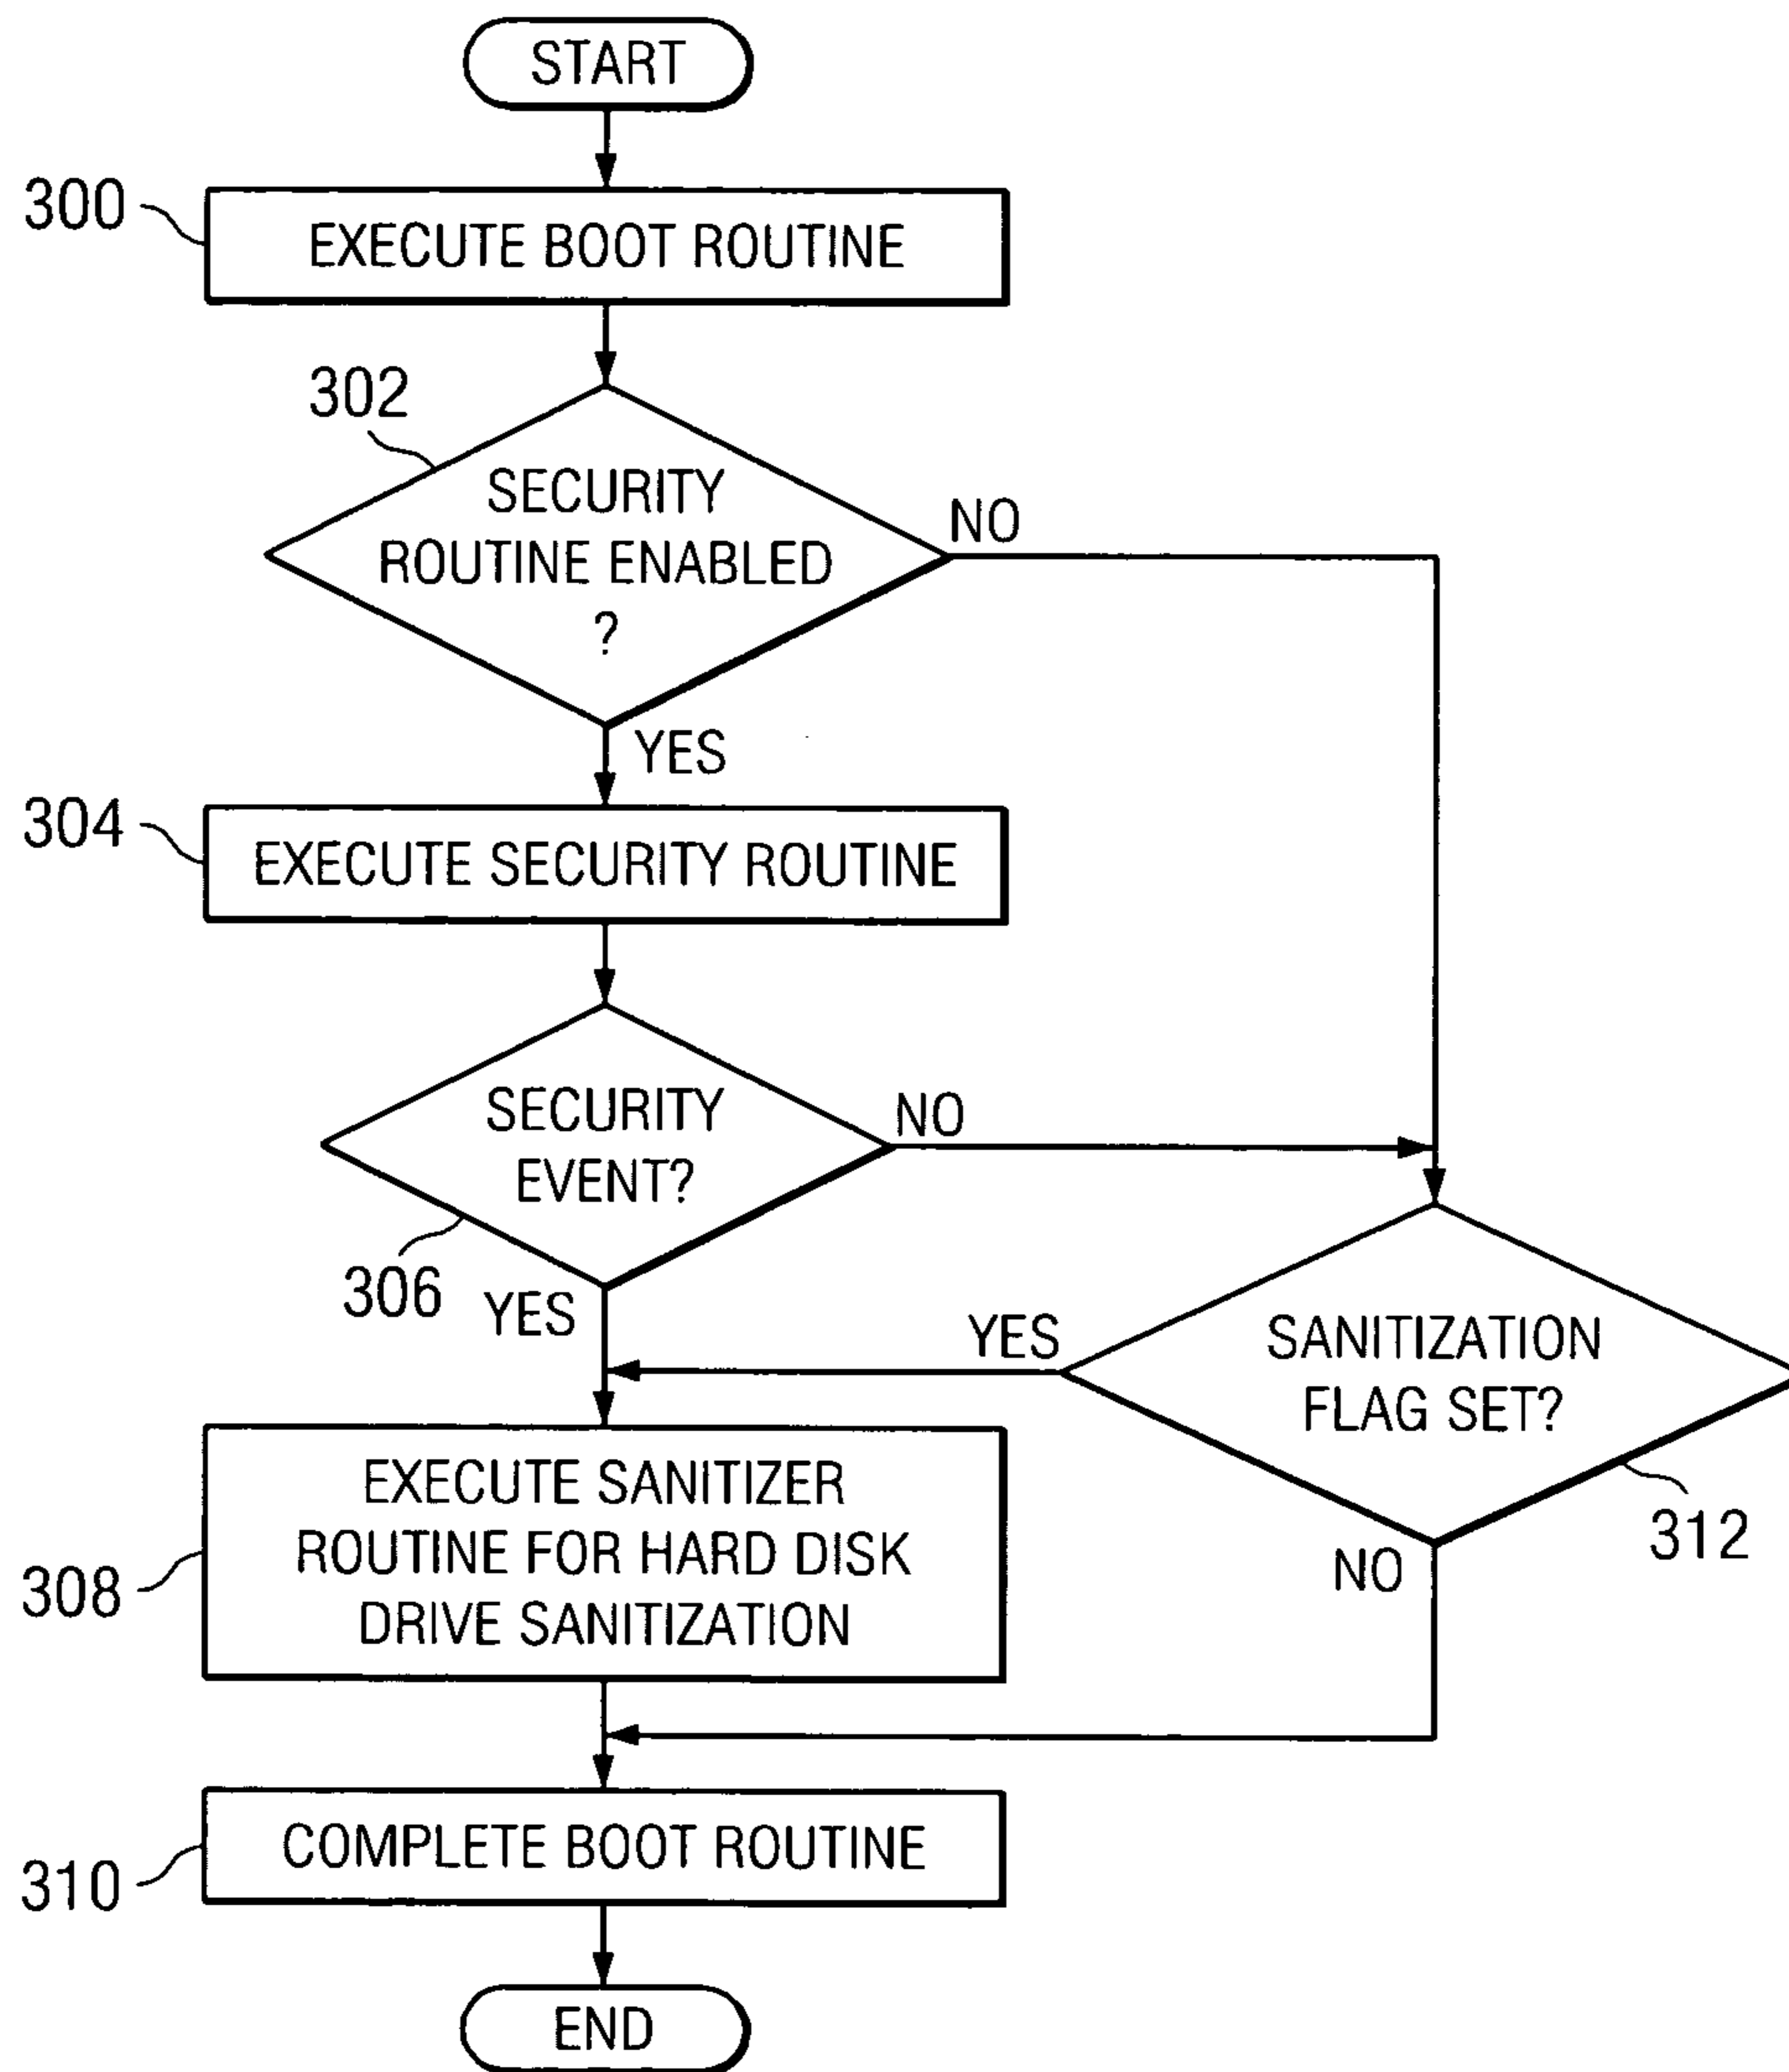 START
300
EXECUTE BOOT ROUTINE
302
SECURITY
ROUTINE ENABLED
?
NO
YES
304
EXECUTE SECURITY ROUTINE
SECURITY
EVENT?
NO
306
YES
YES
SANITIZATION
FLAG SET?
312
NO
EXECUTE SANITIZER
ROUTINE FOR HARD DISK
DRIVE SANITIZATION
308
COMPLETE BOOT ROUTINE
310
END